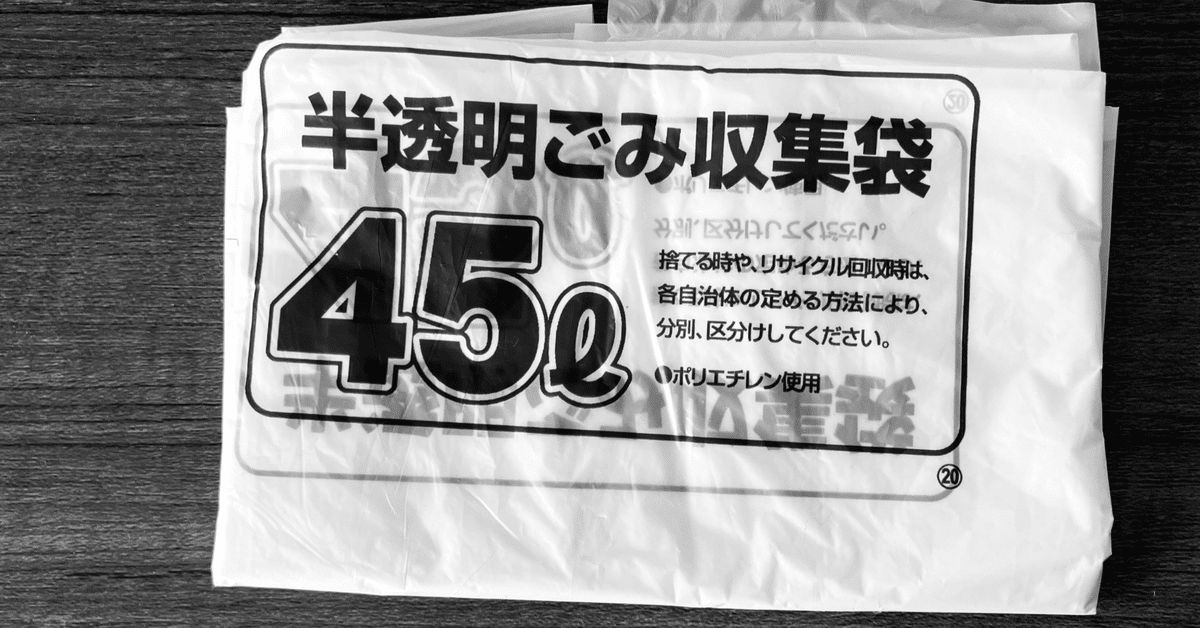 半透明ごみ収集袋
45ℓ
捨てる時や、リサイクル回収時は、
各自治体の定める方法により、
分別、区分けしてください。
●ポリエチレン使用
⑳